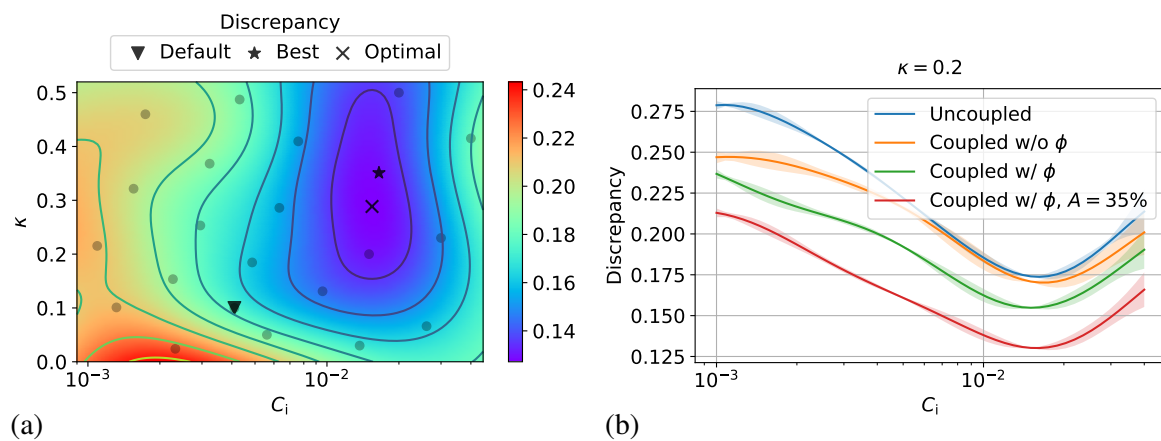 Discrepancy
Default Best Optimal
0.5
0.4
0.3
0.2
0.1
0.0
κ
10⁻³
10⁻²
C_i
0.24
0.22
0.20
0.18
0.16
0.14
(a)
κ = 0.2
Uncoupled
Coupled w/o ϕ
Coupled w/ ϕ
Coupled w/ ϕ, A = 35%
0.275
0.250
0.225
0.200
0.175
0.150
0.125
Discrepancy
10⁻³
10⁻²
C_i
(b)